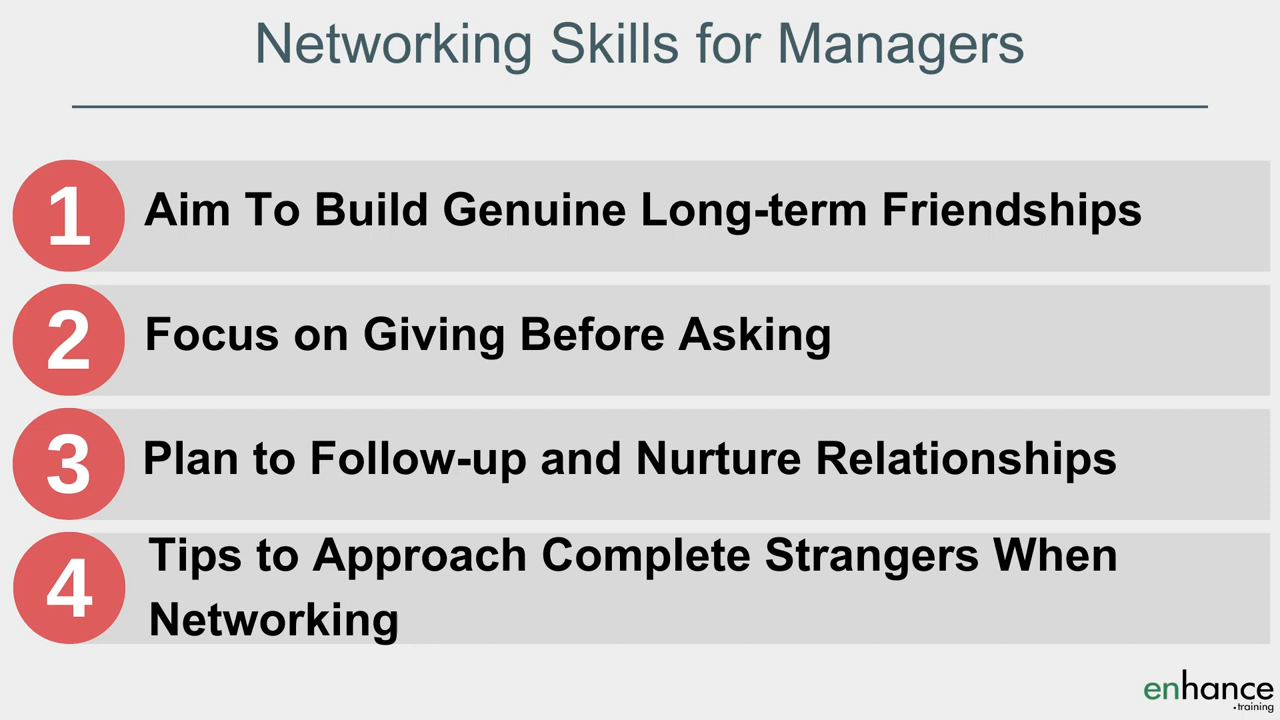 Networking Skills for Managers
1
Aim To Build Genuine Long-term Friendships
2
Focus on Giving Before Asking
3
Plan to Follow-up and Nurture Relationships
4
Tips to Approach Complete Strangers When
Networking
enhance
.training